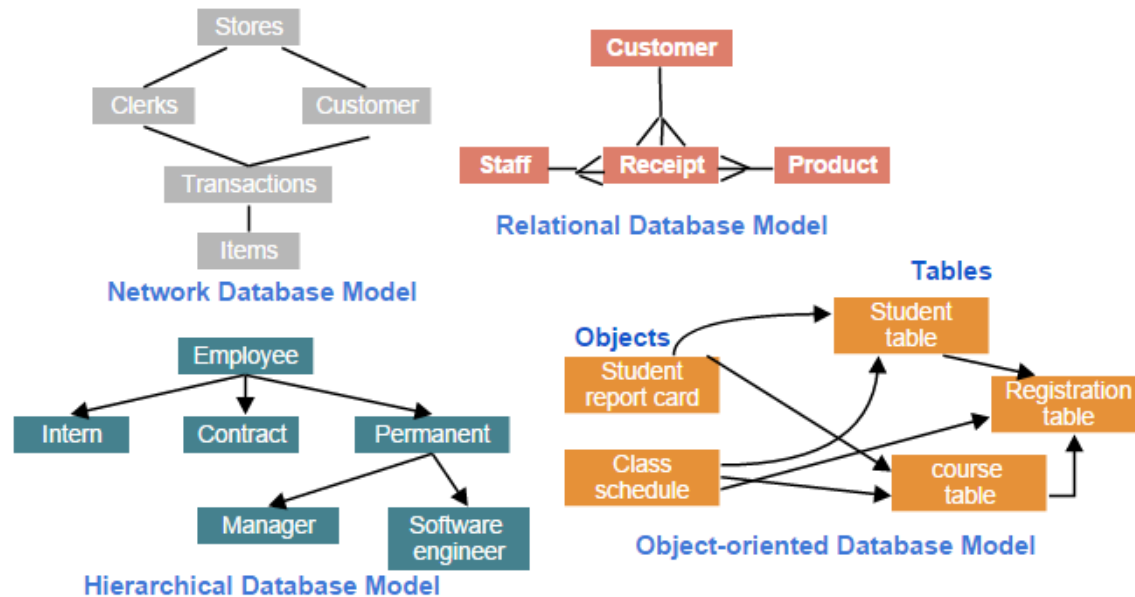 Stores
Clerks
Customer
Transactions
Items
Network Database Model
Customer
Staff
Receipt
Product
Relational Database Model
Employee
Intern
Contract
Permanent
Manager
Software
engineer
Hierarchical Database Model
Tables
Objects
Student
table
Student
report card
Registration
table
Class
schedule
course
table
Object-oriented Database Model